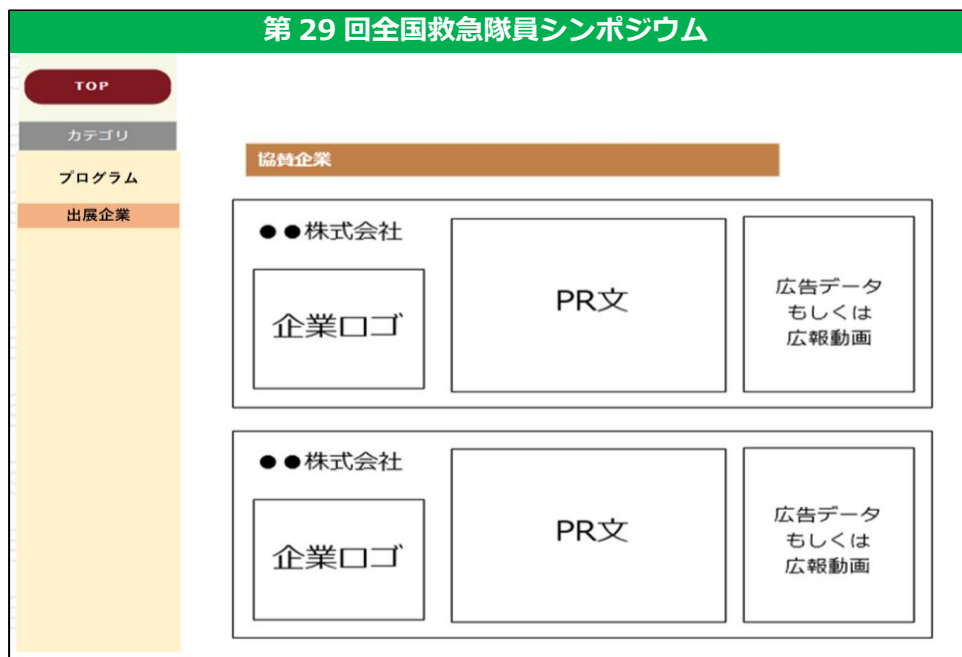 第 29 回全国救急隊員シンポジウム
TOP
カテゴリ
プログラム
出展企業
協賛企業
●●株式会社
企業ロゴ
PR文
広告データ
もしくは
広報動画
●●株式会社
企業ロゴ
PR文
広告データ
もしくは
広報動画